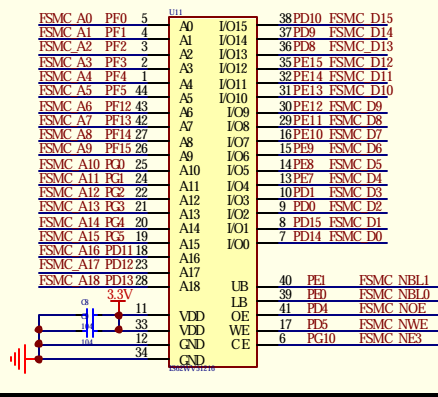 U11
FSMC_A0 PF0 5 A0 I/O15 38 PD10 FSMC_D15
FSMC_A1 PF1 4 A1 I/O14 37 PD9 FSMC_D14
FSMC_A2 PF2 3 A2 I/O13 36 PD8 FSMC_D13
FSMC_A3 PF3 2 A3 I/O12 35 PE15 FSMC_D12
FSMC_A4 PF4 1 A4 I/O11 32 PE14 FSMC_D11
FSMC_A5 PF5 44 A5 I/O10 31 PE13 FSMC_D10
FSMC_A6 PF12 43 A6 I/O9 30 PE12 FSMC_D9
FSMC_A7 PF13 42 A7 I/O8 29 PE11 FSMC_D8
FSMC_A8 PF14 27 A8 I/O7 16 PE10 FSMC_D7
FSMC_A9 PF15 26 A9 I/O6 15 PE9 FSMC_D6
FSMC_A10 PG0 25 A10 I/O5 14 PE8 FSMC_D5
FSMC_A11 PG1 24 A11 I/O4 13 PE7 FSMC_D4
FSMC_A12 PG2 22 A12 I/O3 10 PD1 FSMC_D3
FSMC_A13 PG3 21 A13 I/O2 9 PD0 FSMC_D2
FSMC_A14 PG4 20 A14 I/O1 8 PD15 FSMC_D1
FSMC_A15 PG5 19 A15 I/O0 7 PD14 FSMC_D0
FSMC_A16 PD11 18 A16
FSMC_A17 PD12 23 A17
FSMC_A18 PD13 28 A18 UB 40 PE1 FSMC_NBL1
3.3V LB 39 PE0 FSMC_NBL0
C8 11 VDD OE 41 PD4 FSMC_NOE
104 33 VDD WE 17 PD5 FSMC_NWE
104 12 GND CE 6 PG10 FSMC_NE3
34 GND
IS62WV51216